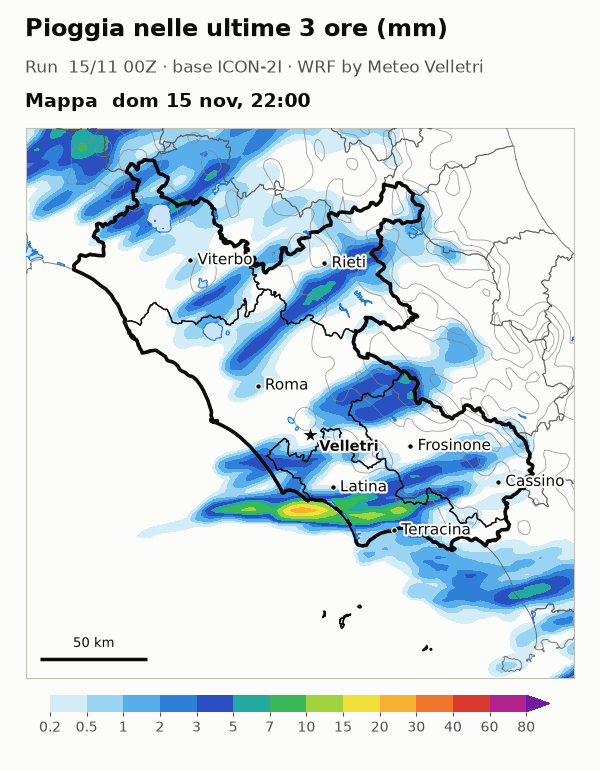 Pioggia nelle ultime 3 ore (mm)
Run 15/11 00Z · base ICON-2I · WRF by Meteo Velletri
Mappa dom 15 nov, 22:00
Viterbo
Rieti
Roma
Velletri
Frosinone
Latina
Cassino
Terracina
50 km
0.2 0.5 1 2 3 5 7 10 15 20 30 40 60 80